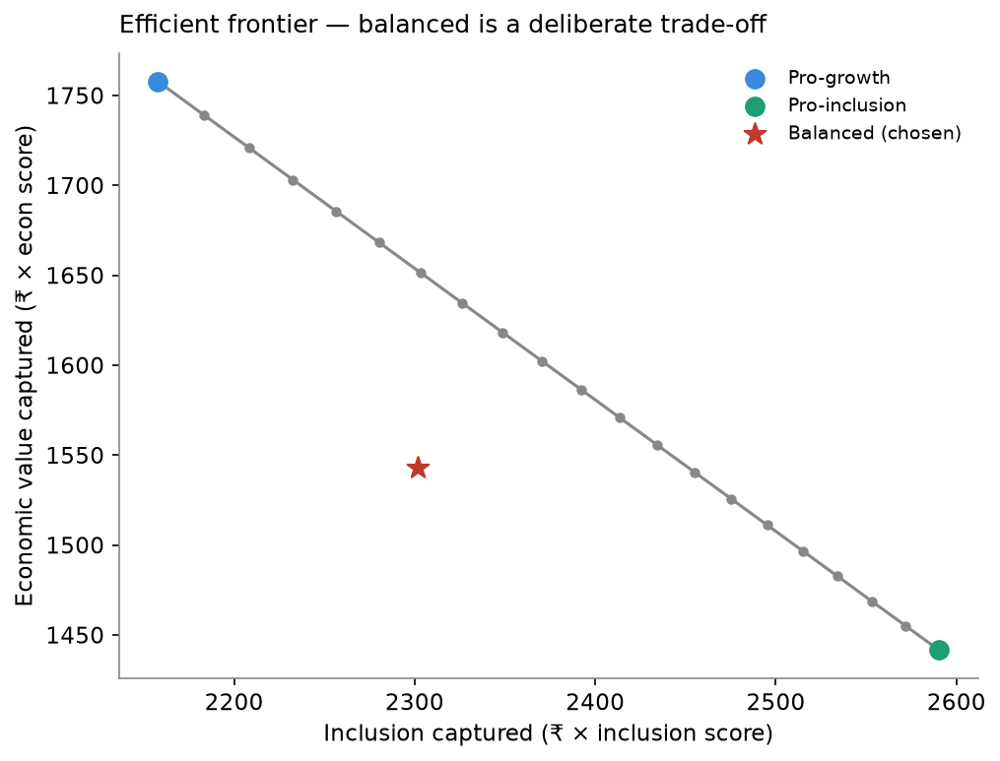 Efficient frontier — balanced is a deliberate trade-off
Pro-growth
Pro-inclusion
Balanced (chosen)
Economic value captured (₹ × econ score)
1750
1700
1650
1600
1550
1500
1450
2200
2300
2400
2500
2600
Inclusion captured (₹ × inclusion score)